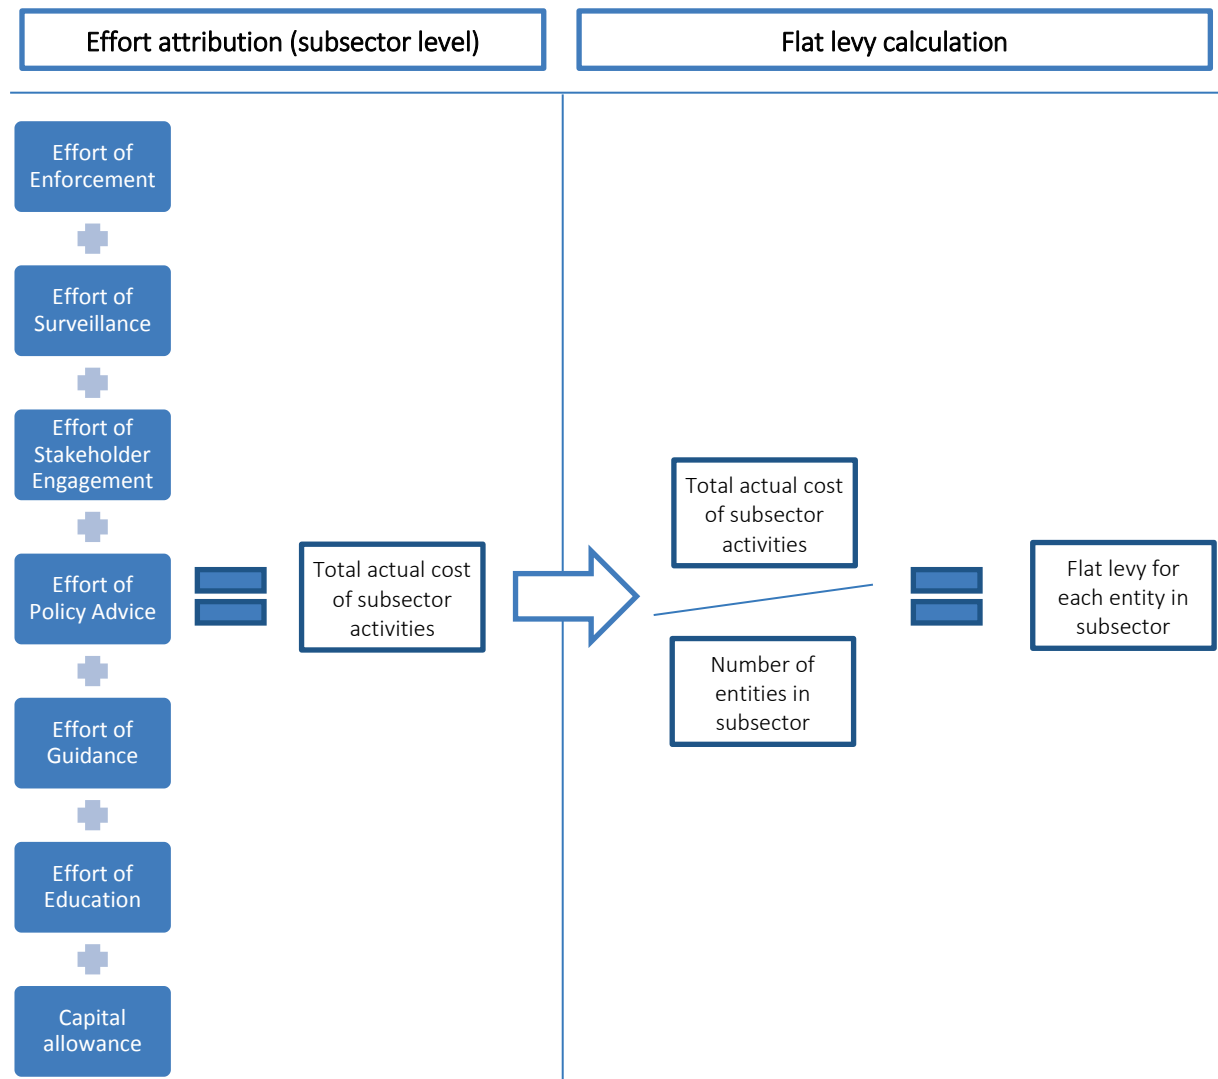 Effort attribution (subsector level)
Flat levy calculation
Effort of
Enforcement
Effort of
Surveillance
Effort of
Stakeholder
Engagement
Effort of
Policy Advice
Effort of
Guidance
Effort of
Education
Capital
allowance
Total actual cost
of subsector
activities
Total actual cost
of subsector
activities
Number of
entities in
subsector
Flat levy for
each entity in
subsector